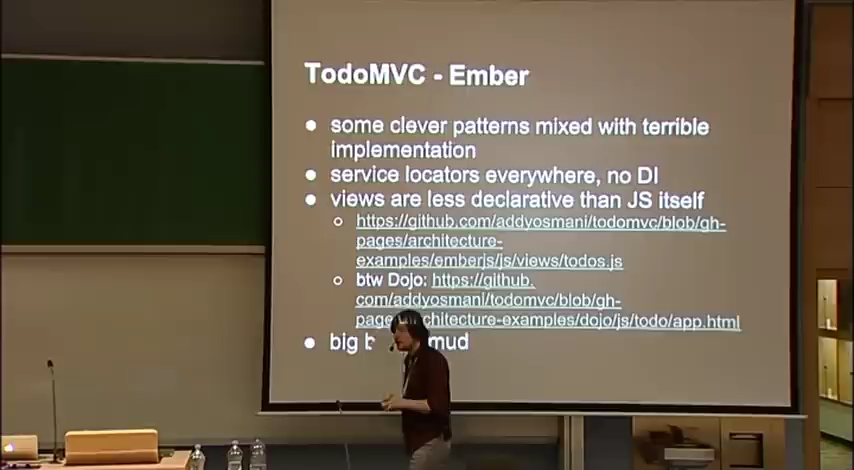 TodoMVC - Ember
● some clever patterns mixed with terrible
implementation
● service locators everywhere, no DI
● views are less declarative than JS itself
○ https://github.com/addyosmani/todomvc/blob/gh-
pages/architecture-
examples/emberjs/js/views/todos.js
○ btw Dojo: https://github.
com/addyosmani/todomvc/blob/gh-
architecture-examples/dojo/js/todo/app.html
● big mud